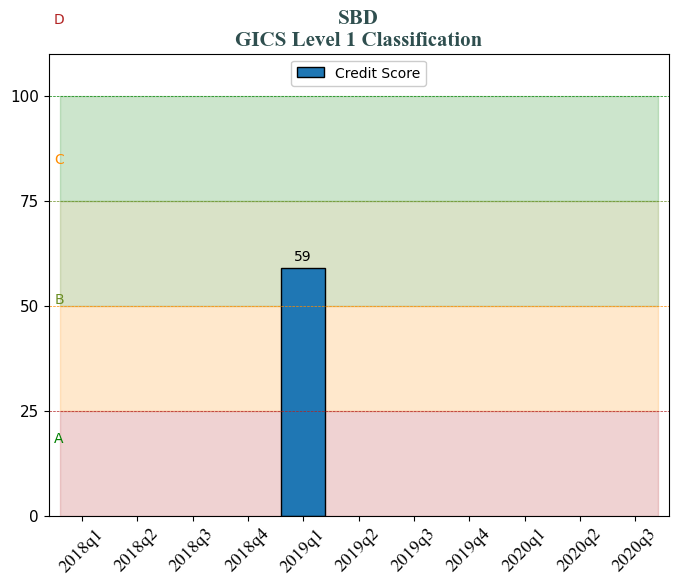 D
SBD
GICS Level 1 Classification
Credit Score
100
C
75
59
B
50
25
A
0
2018q1
2018q2
2018q3
2018q4
2019q1
2019q2
2019q3
2019q4
2020q1
2020q2
2020q3